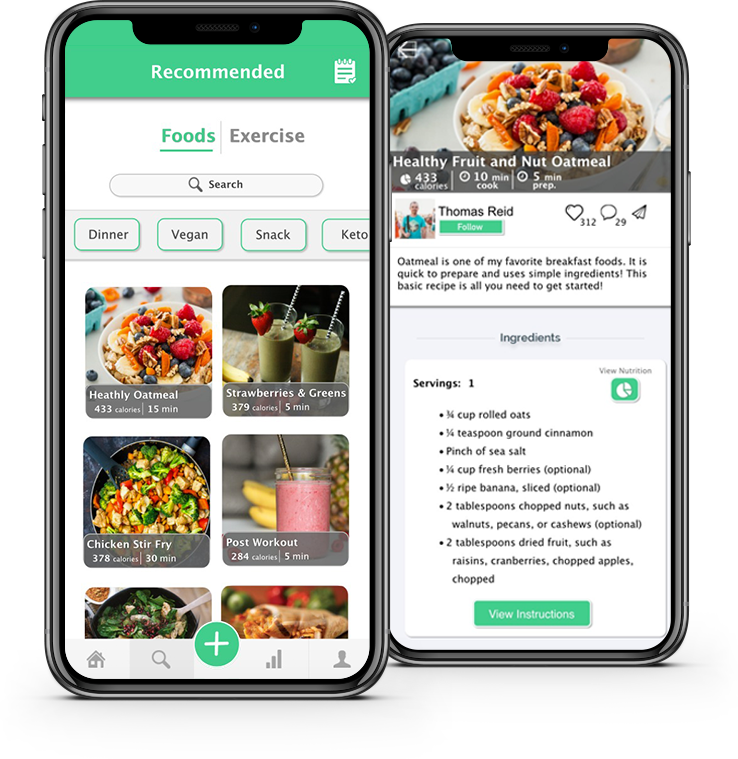 Recommended
Foods Exercise
Search
Dinner Vegan Snack Keto
Heathly Oatmeal
433 calories 15 min
Strawberries & Greens
379 calories 5 min
Chicken Stir Fry
378 calories 30 min
Post Workout
284 calories 5 min
Healthy Fruit and Nut Oatmeal
433 calories
10 min cook
5 min prep.
Thomas Reid
Follow
312 29
Oatmeal is one of my favorite breakfast foods. It is
quick to prepare and uses simple ingredients! This
basic recipe is all you need to get started!
Ingredients
View Nutrition
Servings: 1
• ¾ cup rolled oats
• ¼ teaspoon ground cinnamon
• Pinch of sea salt
• ¼ cup fresh berries (optional)
• ½ ripe banana, sliced (optional)
• 2 tablespoons chopped nuts, such as
walnuts, pecans, or cashews (optional)
• 2 tablespoons dried fruit, such as
raisins, cranberries, chopped apples,
chopped
View Instructions